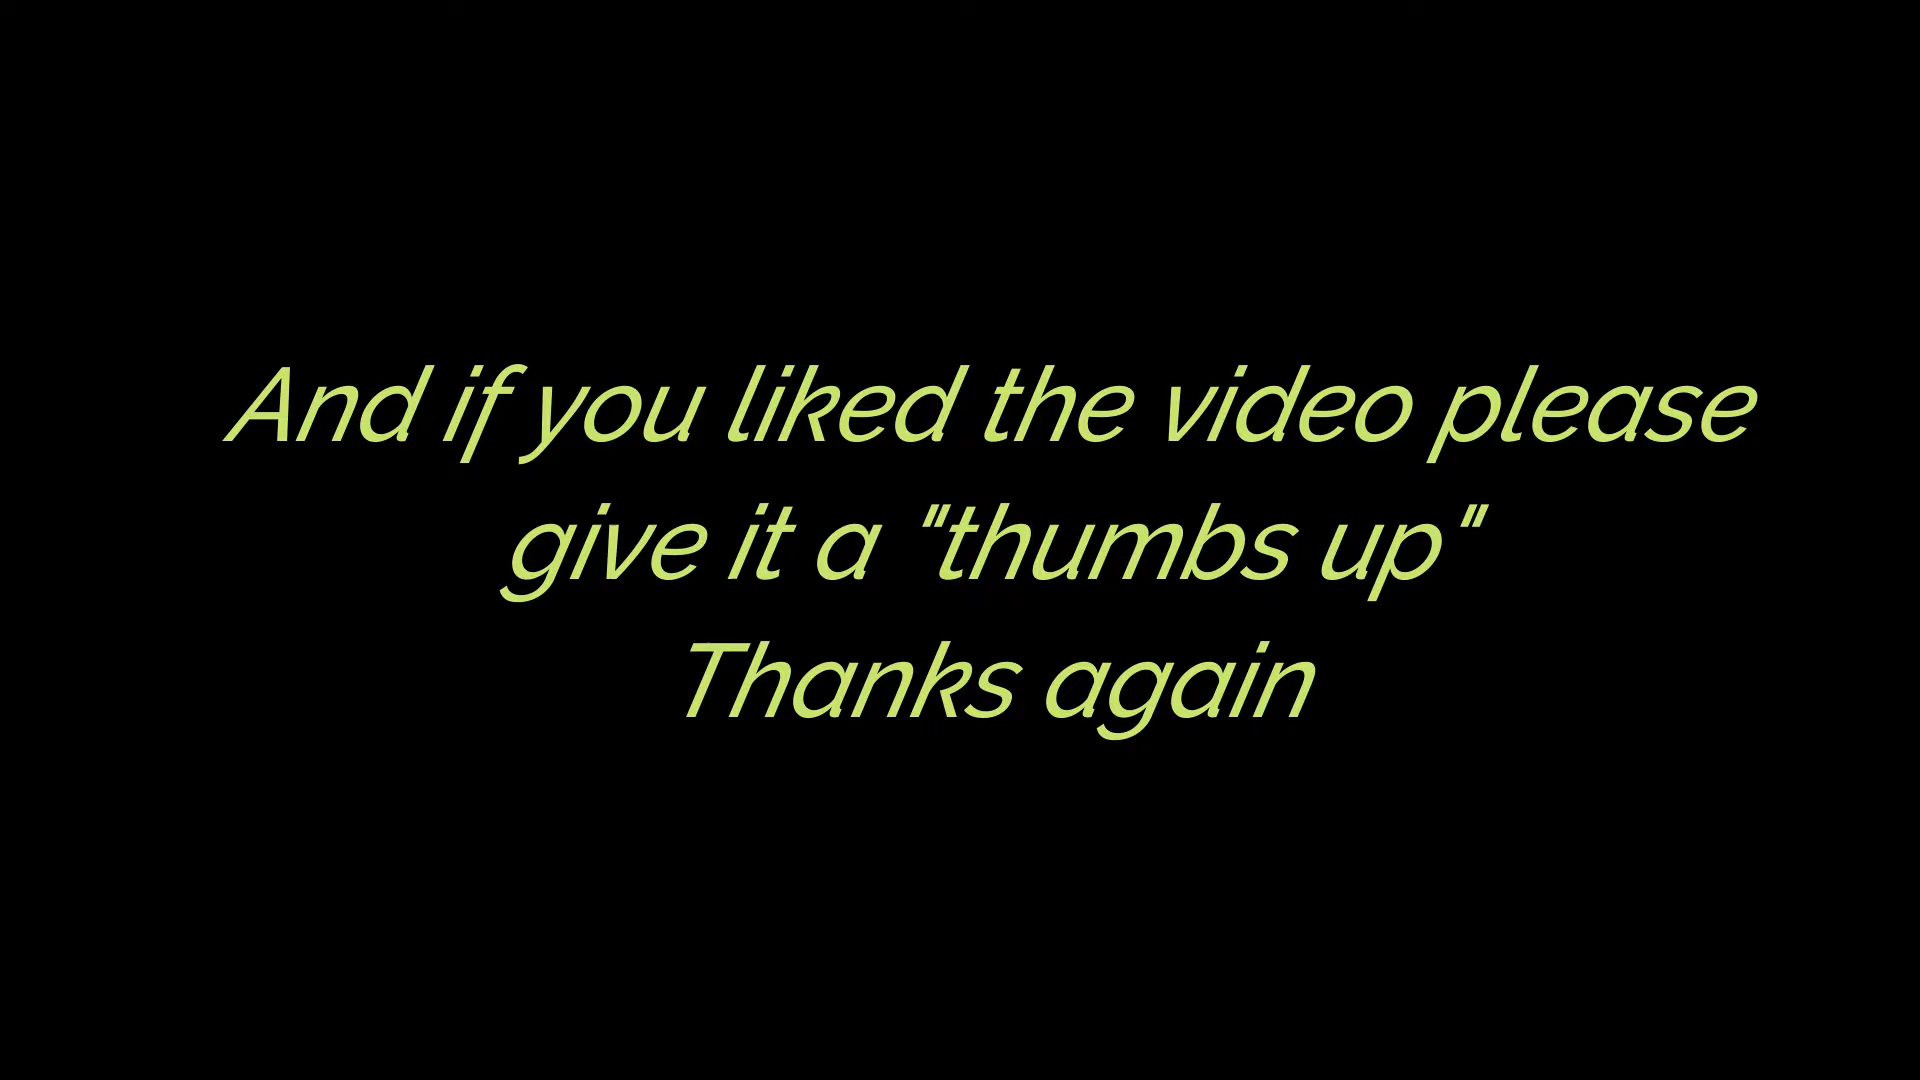 And if you liked the video please
give it a "thumbs up"
Thanks again